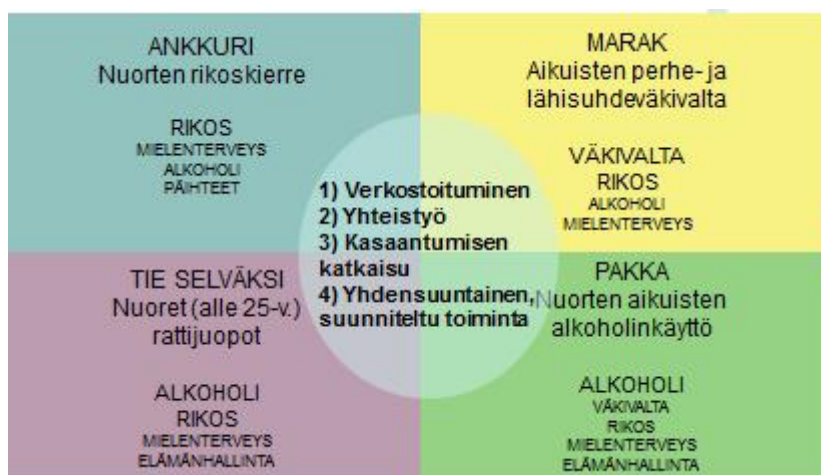 ANKKURI
Nuorten rikoskierre
RIKOS
MIELENTERVEYS
ALKOHOLI
PÄIHTEET
MARAK
Aikuisten perhe- ja
lähisuhdeväkivalta
VÄKIVALTA
RIKOS
ALKOHOLI
MIELENTERVEYS
1) Verkostoituminen
2) Yhteistyö
3) Kasaantumisen
katkaisu
4) Yhdensuuntainen,
suunniteltu toiminta
TIE SELVÄKSI
Nuoret (alle 25-v.)
rattijuopot
ALKOHOLI
RIKOS
MIELENTERVEYS
ELÄMÄNHALLINTA
PAKKA
Nuorten aikuisten
alkoholinkäyttö
ALKOHOLI
VÄKIVALTA
RIKOS
MIELENTERVEYS
ELÄMÄNHALLINTA